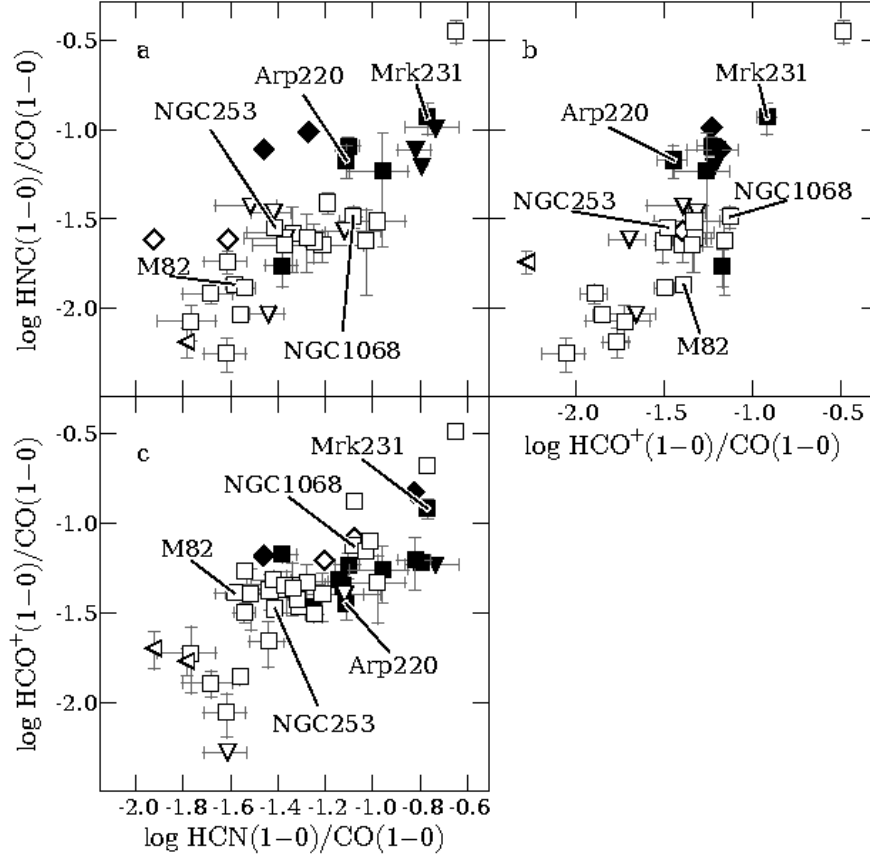 a
b
-0.5
Arp220
Mrk231
Mrk231
NGC253
-1.0
Arp220
NGC253
NGC1068
-1.5
M82
-2.0
NGC1068
M82
log HNC(1−0)/CO(1−0)
-2.0 -1.5 -1.0 -0.5
log HCO⁺(1−0)/CO(1−0)
c
-0.5
Mrk231
NGC1068
-1.0
M82
-1.5
Arp220
NGC253
-2.0
log HCO⁺(1−0)/CO(1−0)
-2.0 -1.8 -1.6 -1.4 -1.2 -1.0 -0.8 -0.6
log HCN(1−0)/CO(1−0)